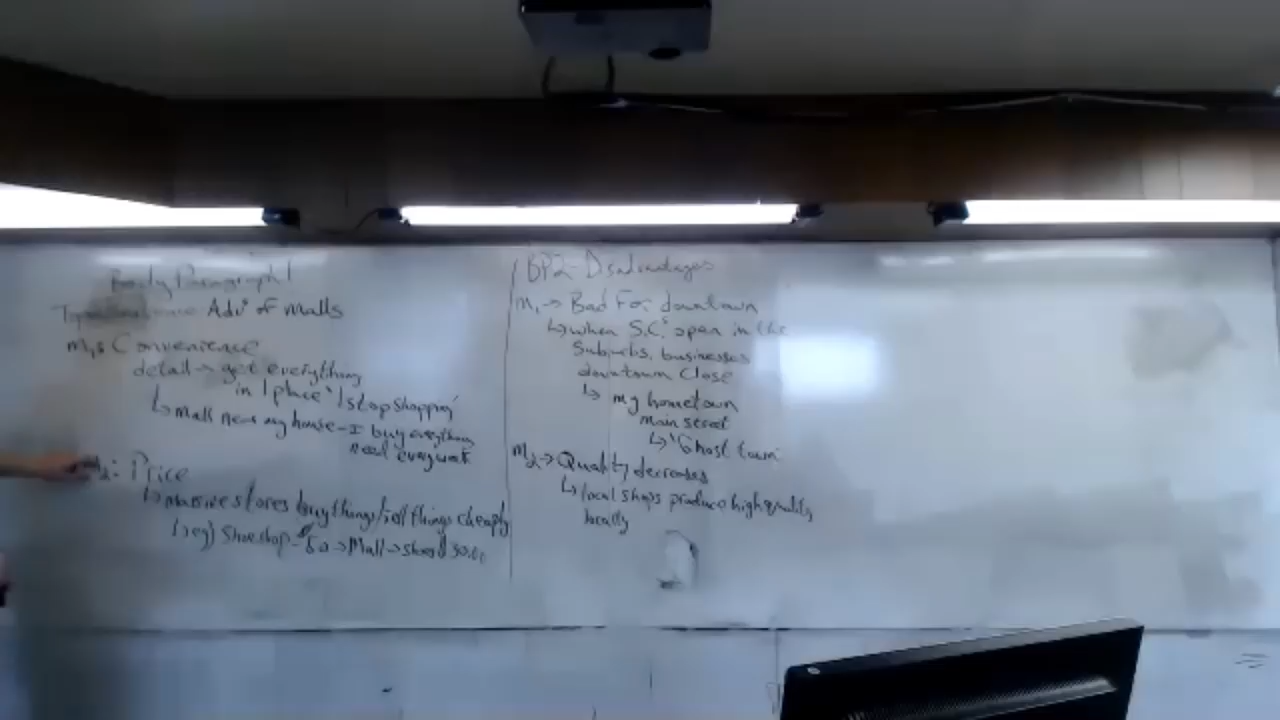 Body Paragraph 1
Adv^s of Malls
M1: Convenience
detail → get everything
in 1 place "1 stop shopping"
↳ Mall near my house - I buy everything
need every week
M2: Price
↳ massive stores buy things/sell things cheaply
↳ eg) Shoe shop - 50 → Mall → shoes
BP2 - Disadvantages
M1 → Bad For downtown
↳ when S.C.^s open in the
Suburbs, businesses
downtown Close
↳ my hometown
main street
↳ "Ghost town"
M2 → Quality decreases
↳ local shops produce high quality
locally